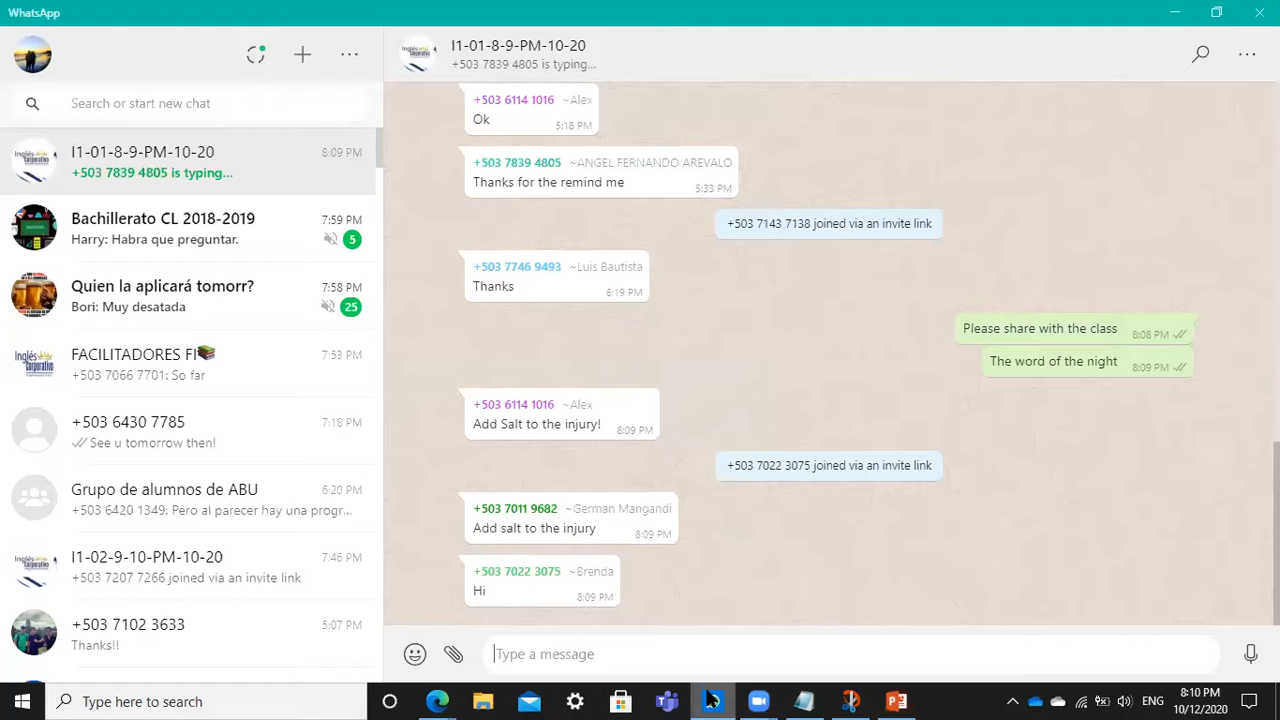 WhatsApp
Search or start new chat
I1-01-8-9-PM-10-20
8:09 PM
+503 7839 4805 is typing...
Bachillerato CL 2018-2019
7:59 PM
Harry: Habra que preguntar.
5
Quien la aplicará tomorr?
7:58 PM
Bori: Muy desatada
25
FACILITADORES FI
7:53 PM
+503 7066 7701: So far
+503 6430 7785
7:18 PM
See u tomorrow then!
Grupo de alumnos de ABU
6:20 PM
+503 6420 1349: Pero al parecer hay una progr...
I1-02-9-10-PM-10-20
7:46 PM
+503 7207 7266 joined via an invite link
+503 7102 3633
5:07 PM
Thanks!!
I1-01-8-9-PM-10-20
+503 7839 4805 is typing...
+503 6114 1016 ~Alex
Ok
5:18 PM
+503 7839 4805 ~ANGEL FERNANDO AREVALO
Thanks for the remind me
5:33 PM
+503 7143 7138 joined via an invite link
+503 7746 9493 ~Luis Bautista
Thanks
6:19 PM
Please share with the class
8:08 PM
The word of the night
8:09 PM
+503 6114 1016 ~Alex
Add Salt to the injury!
8:09 PM
+503 7022 3075 joined via an invite link
+503 7011 9682 ~German Mangandi
Add salt to the injury
8:09 PM
+503 7022 3075 ~Brenda
Hi
8:09 PM
Type a message
Type here to search
ENG
8:10 PM
10/12/2020